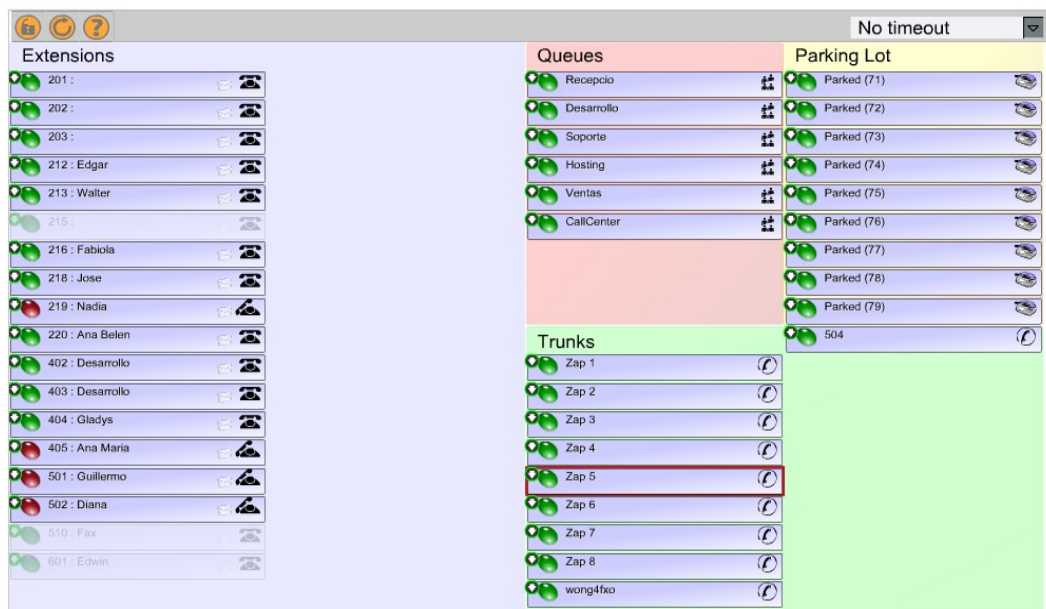 No timeout
Extensions
201 :
202 :
203 :
212 : Edgar
213 : Walter
215 :
216 : Fabiola
218 : Jose
219 : Nadia
220 : Ana Belen
402 : Desarrollo
403 : Desarrollo
404 : Gladys
405 : Ana Maria
501 : Guillermo
502 : Diana
510 : Fax
601 : Edwin
Queues
Recepcio
Desarrollo
Soporte
Hosting
Ventas
CallCenter
Trunks
Zap 1
Zap 2
Zap 3
Zap 4
Zap 5
Zap 6
Zap 7
Zap 8
wong4fxo
Parking Lot
Parked (71)
Parked (72)
Parked (73)
Parked (74)
Parked (75)
Parked (76)
Parked (77)
Parked (78)
Parked (79)
504